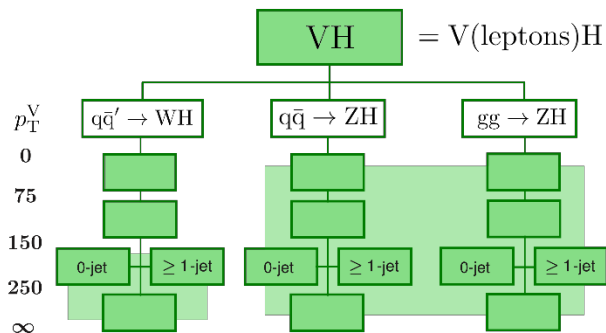 VH = V(leptons)H
p_T^V qq̄′ → WH qq̄ → ZH gg → ZH
0
75
150
0-jet ≥ 1-jet 0-jet ≥ 1-jet 0-jet ≥ 1-jet
250
∞